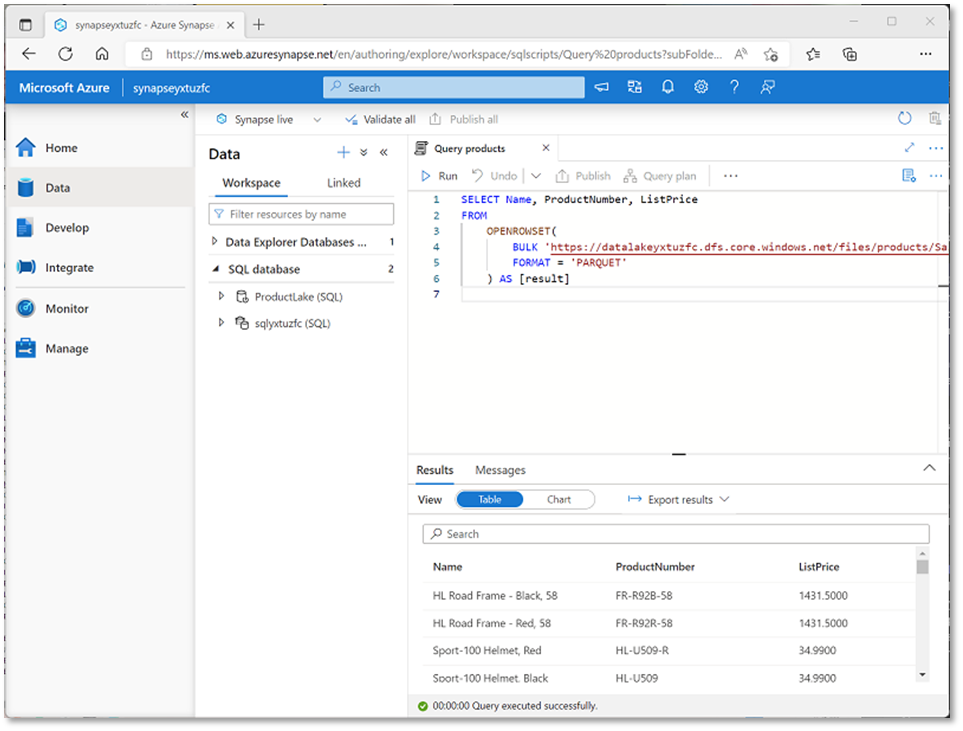 synapseyxtuzfc - Azure Synapse
https://ms.web.azuresynapse.net/en/authoring/explore/workspace/sqlscripts/Query%20products?subFolde...
Microsoft Azure synapseyxtuzfc Search
Synapse live Validate all Publish all
Home
Data
Develop
Integrate
Monitor
Manage
Data
Workspace Linked
Filter resources by name
Data Explorer Databases ... 1
SQL database 2
ProductLake (SQL)
sqlyxtuzfc (SQL)
Query products
Run Undo Publish Query plan ...
1 SELECT Name, ProductNumber, ListPrice
2 FROM
3 OPENROWSET(
4 BULK 'https://datalakeyxtuzfc.dfs.core.windows.net/files/products/Sa
5 FORMAT = 'PARQUET'
6 ) AS [result]
7
Results Messages
View Table Chart Export results
Search
Name ProductNumber ListPrice
HL Road Frame - Black, 58 FR-R92B-58 1431.5000
HL Road Frame - Red, 58 FR-R92R-58 1431.5000
Sport-100 Helmet, Red HL-U509-R 34.9900
Sport-100 Helmet, Black HL-U509 34.9900
00:00:00 Query executed successfully.